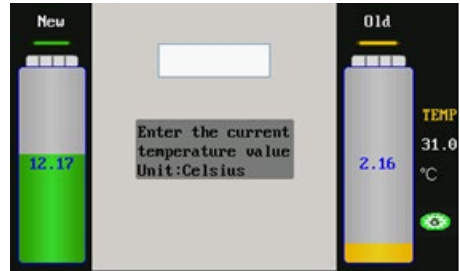 New
Old
Enter the current
temperature value
Unit:Celsius
12.17
2.16
TEMP
31.0
°C